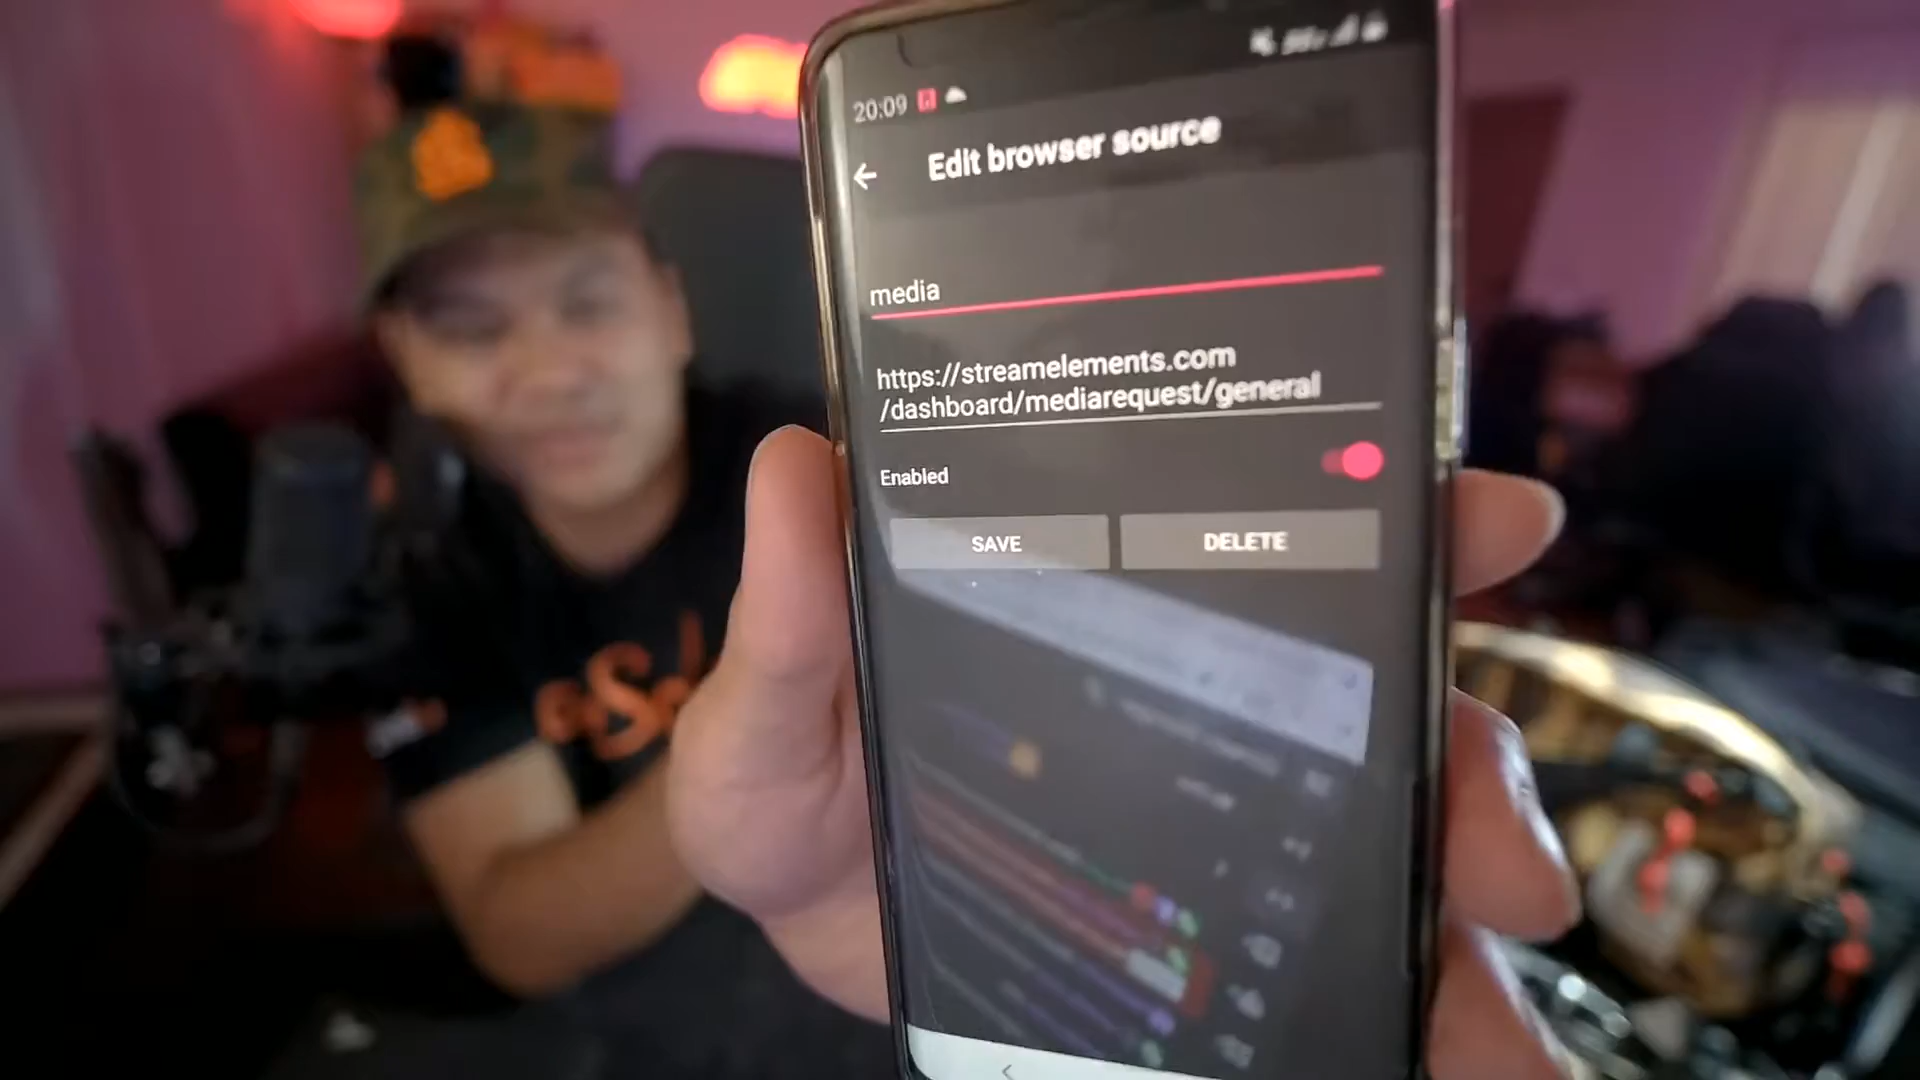 20:09
Edit browser source
media
https://streamelements.com
/dashboard/mediarequest/general
Enabled
SAVE
DELETE